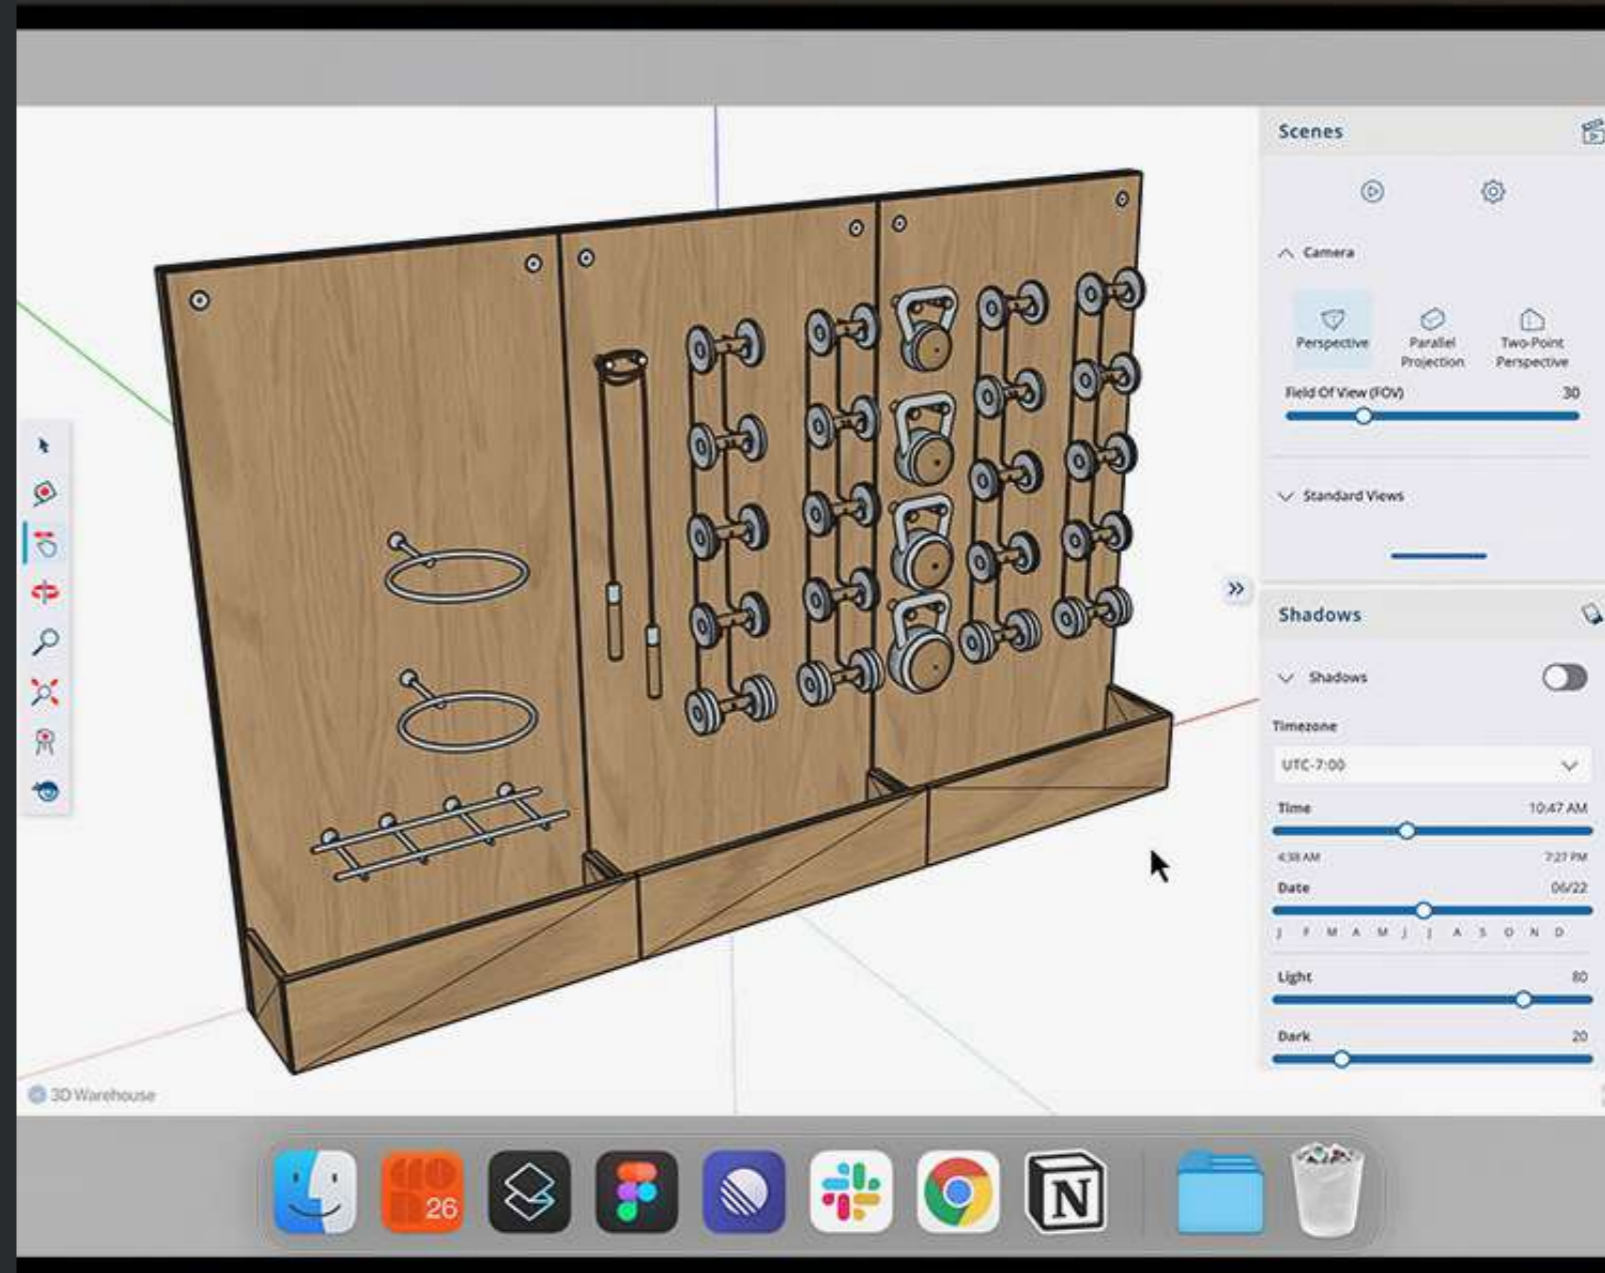 Scenes
Camera
Perspective
Parallel
Projection
Two-Point
Perspective
Field Of View (FOV) 30
Standard Views
Shadows
Shadows
Timezone
UTC-7:00
Time 10:47 AM
4:38 AM 7:27 PM
Date 06/22
J F M A M J J A S O N D
Light 80
Dark 20
3D Warehouse
26
N